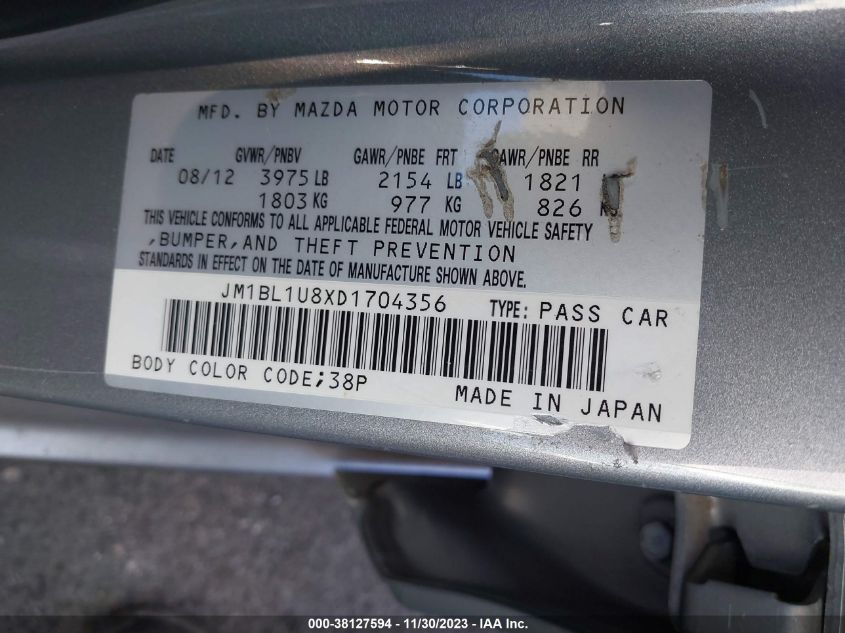 MFD. BY MAZDA MOTOR CORPORATION
DATE GVWR/PNBV GAWR/PNBE FRT GAWR/PNBE RR
08/12 3975 LB 2154 LB 1821
1803 KG 977 KG 826
THIS VEHICLE CONFORMS TO ALL APPLICABLE FEDERAL MOTOR VEHICLE SAFETY
,BUMPER,AND THEFT PREVENTION
STANDARDS IN EFFECT ON THE DATE OF MANUFACTURE SHOWN ABOVE.
JM1BL1U8XD1704356 TYPE: PASS CAR
BODY COLOR CODE;38P
MADE IN JAPAN
000-38127594 - 11/30/2023 - IAA Inc.